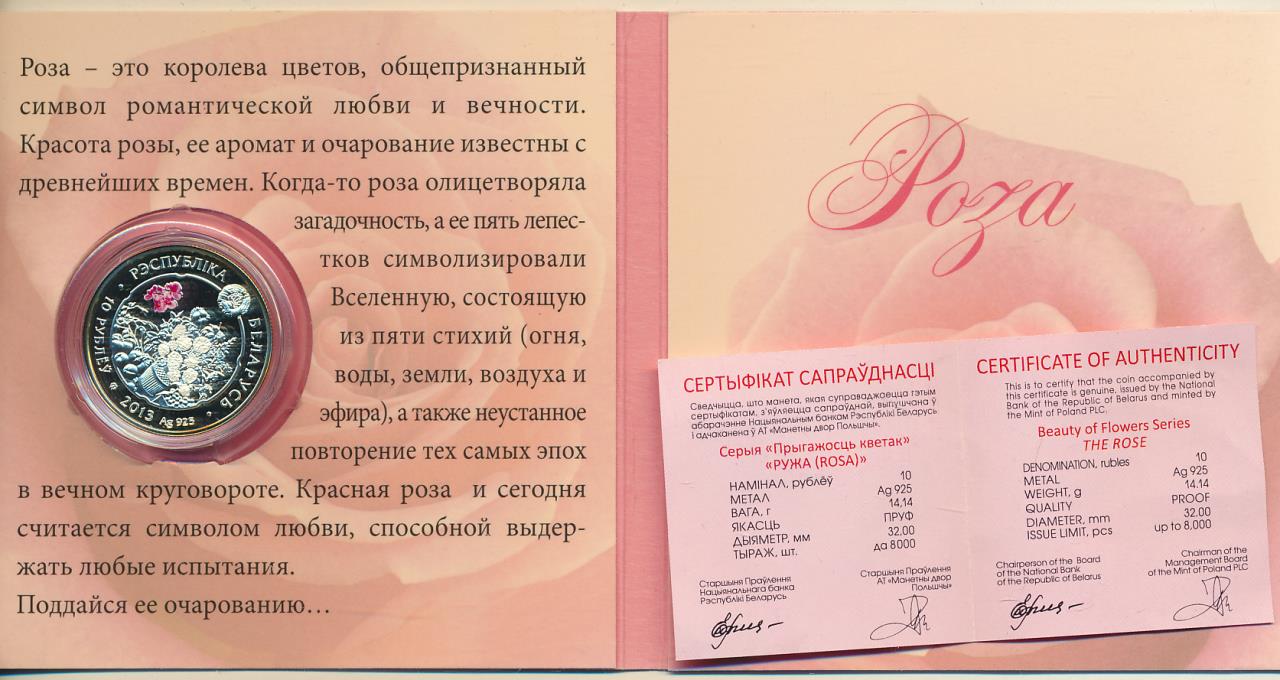 Роза – это королева цветов, общепризнанный
символ романтической любви и вечности.
Красота розы, ее аромат и очарование известны с
древнейших времен. Когда-то роза олицетворяла
загадочность, а ее пять лепес-
тков символизировали
Вселенную, состоящую
из пяти стихий (огня,
воды, земли, воздуха и
эфира), а также неустанное
повторение тех самых эпох
в вечном круговороте. Красная роза и сегодня
считается символом любви, способной выдер-
жать любые испытания.
Поддайся ее очарованию...
РЭСПУБЛІКА
БЕЛАРУСЬ
10 РУБЛЁЎ
2013 Ag 925
Роза
СЕРТЫФІКАТ САПРАЎДНАСЦІ
Сведчыцца, што манета, якая суправаджаецца гэтым
сертыфікатам, з'яўляецца сапраўднай, выпушчана ў
абарачэнне Нацыянальным банкам Рэспублікі Беларусь
і адчаканена ў АТ «Манетны двор Польшчы».
Серыя «Прыгажосць кветак»
«РУЖА (ROSA)»
НАМІНАЛ, рублёў 10
МЕТАЛ Ag 925
ВАГА, г 14,14
ЯКАСЦЬ ПРУФ
ДЫЯМЕТР, мм 32.00
ТЫРАЖ, шт. да 8000
Старшыня Праўлення
Нацыянальнага банка
Рэспублікі Беларусь
Старшыня Праўлення
АТ «Манетны двор
Польшчы»
CERTIFICATE OF AUTHENTICITY
This is to certify that the coin accompanied by
this certificate is genuine, issued by the National
Bank of the Republic of Belarus and minted by
the Mint of Poland PLC.
Beauty of Flowers Series
THE ROSE
DENOMINATION, rubles 10
METAL Ag 925
WEIGHT, g 14.14
QUALITY PROOF
DIAMETER, mm 32.00
ISSUE LIMIT, pcs up to 8,000
Chairperson of the Board
of the National Bank
of the Republic of Belarus
Chairman of the
Management Board
of the Mint of Poland PLC